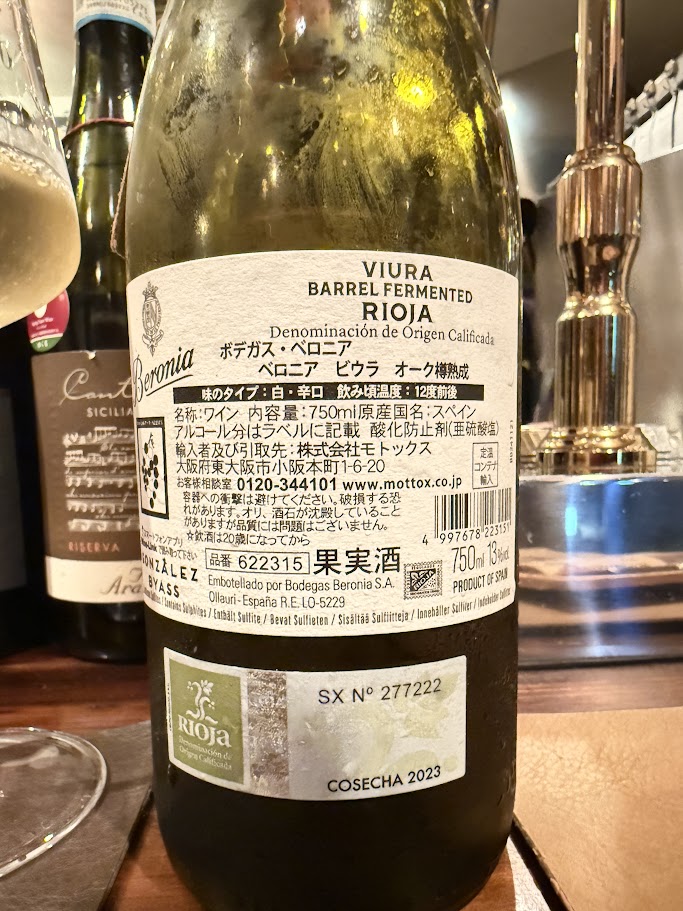 VIURA
BARREL FERMENTED
RIOJA
Denominación de Origen Calificada
Beronia
ボデガス・ベロニア
ベロニア ビウラ オーク樽熟成
味のタイプ：白・辛口 飲み頃温度：12度前後
名称：ワイン 内容量：750ml 原産国名：スペイン
アルコール分はラベルに記載 酸化防止剤(亜硫酸塩)
輸入者及び引取先：株式会社モトックス
大阪府東大阪市小阪本町1-6-20
お客様相談室 0120-344101 www.mottox.co.jp
定温
コンテナ
輸入
容器への衝撃は避けてください。破損する恐
れがあります。オリ、酒石が沈殿していること
がありますが品質には問題はございません。
☆飲酒は20歳になってから
4 997678 223151
品番 622315 果実酒
750ml 13%vol.
PRODUCT OF SPAIN
GONZÁLEZ
BYASS
Embotellado por Bodegas Beronia S.A.
Ollauri - España R.E. LO-5229
/ Enthält Sulfite / Bevat Sulfieten / Sisältää Sulfiitteja / Innehåller Sulfiter /
RIOJA
Denominación de
Origen Calificada
SX Nº 277222
COSECHA 2023
SICILIA
RISERVA